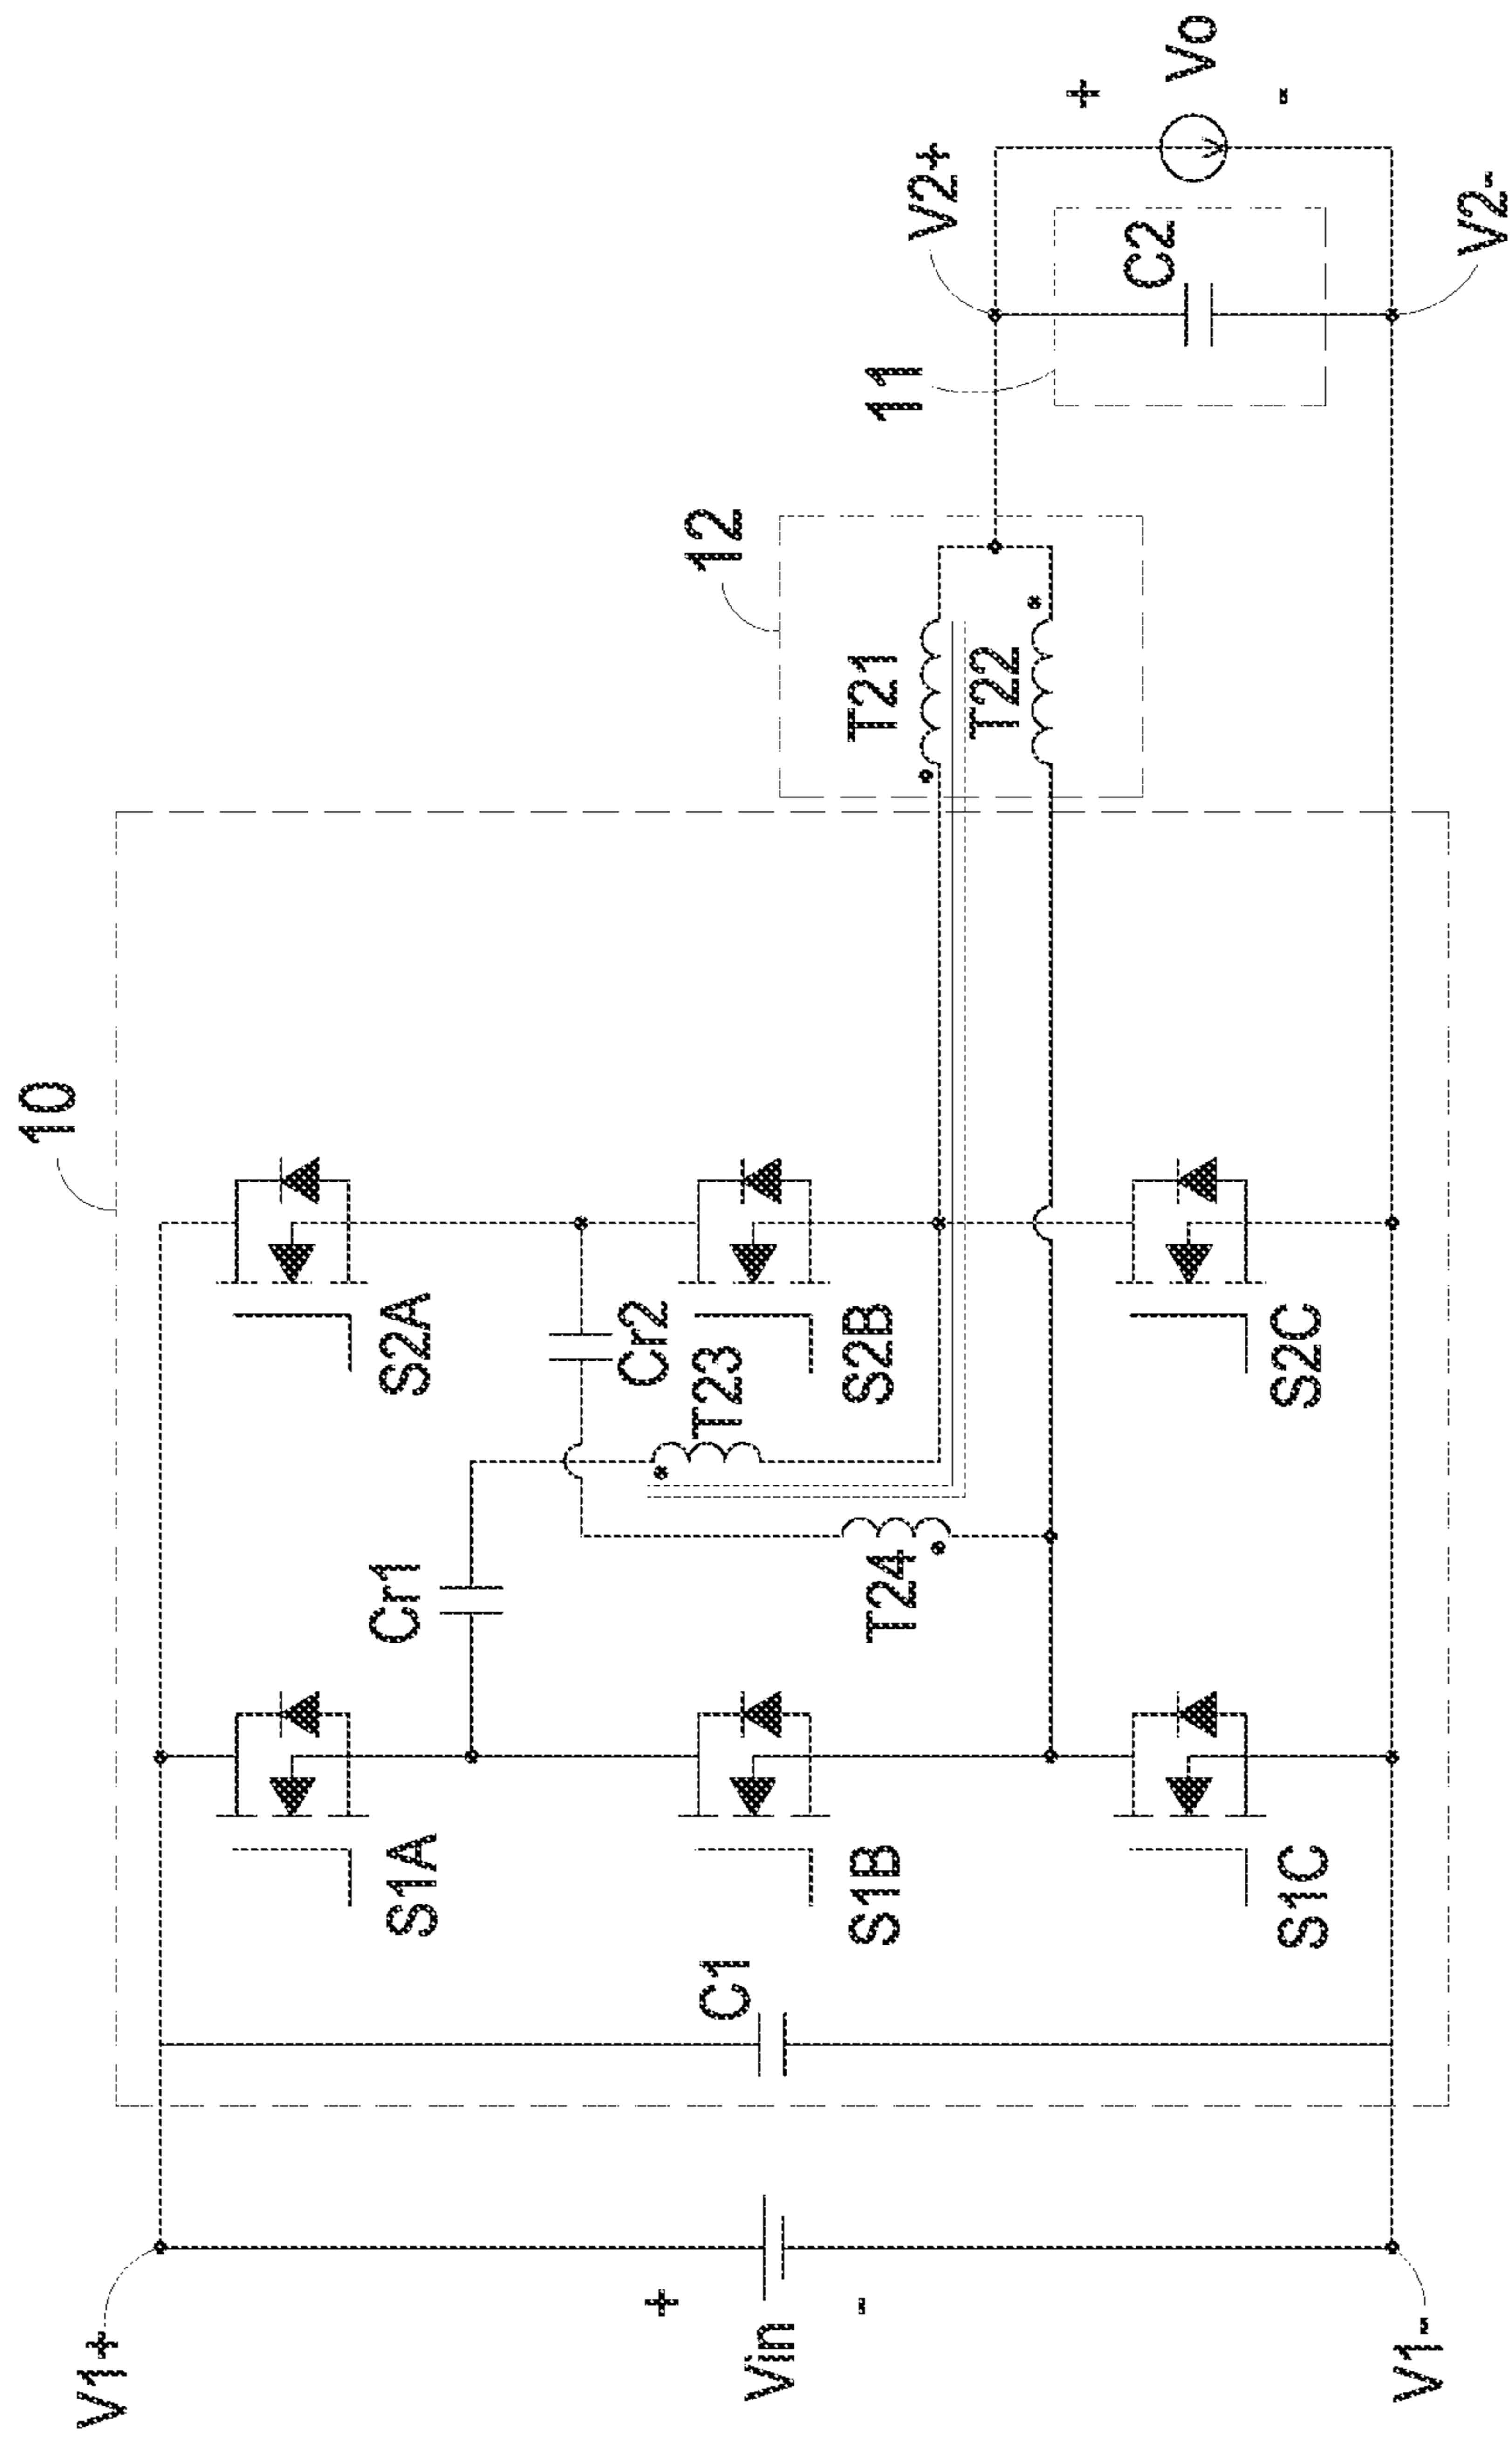 10
12
11
V1+
V1-
Vin
+
-
C1
S1A
S1B
S1C
Cr1
T24
T23
Cr2
S2A
S2B
S2C
T21
T22
C2
V2+
V2-
+
Vo
-